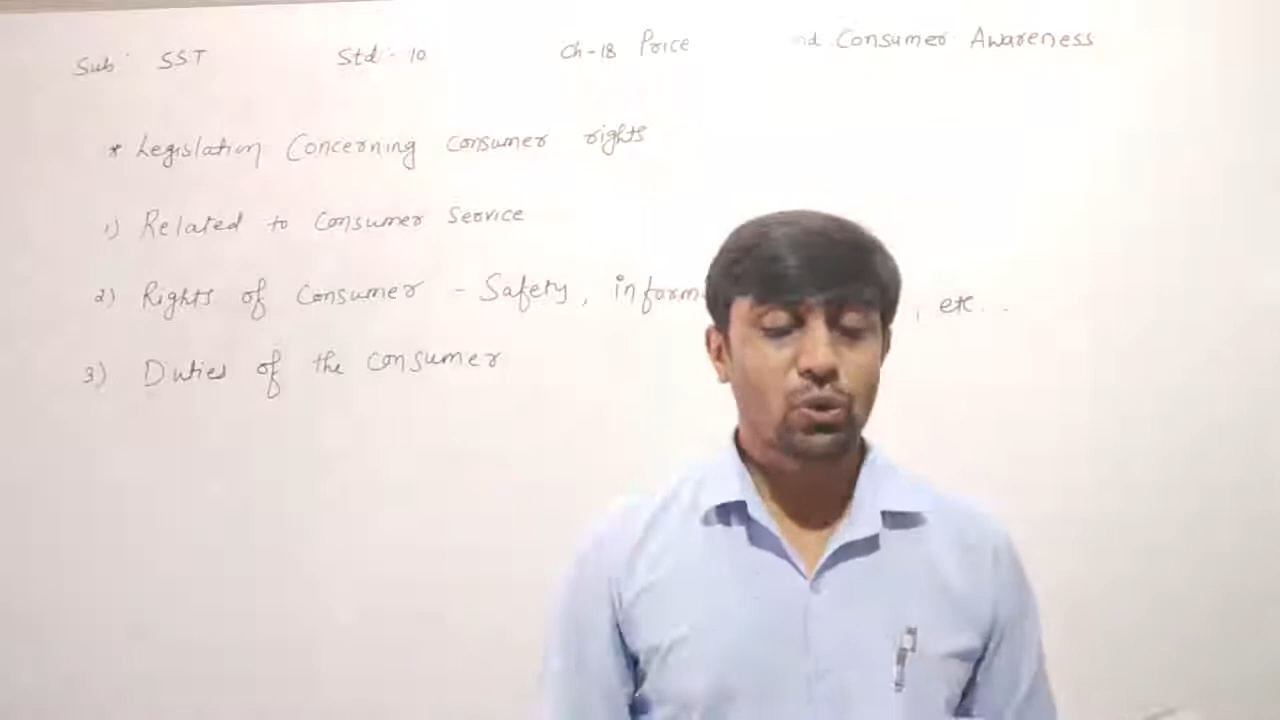 Sub: SST Std:- 10 Ch-18 Price nd Consumer Awareness
* Legislation Concerning consumer rights
1) Related to consumer service
2) Rights of Consumer - Safety, inform , etc...
3) Duties of the consumer